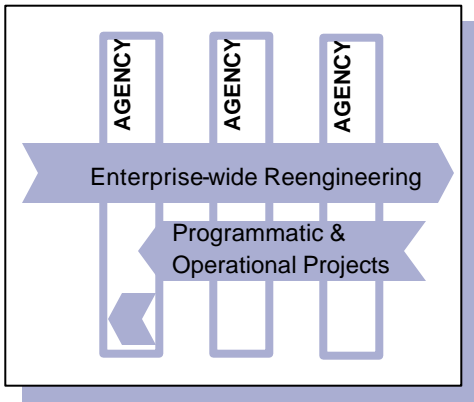 AGENCY
AGENCY
AGENCY
Enterprise-wide Reengineering
Programmatic &
Operational Projects